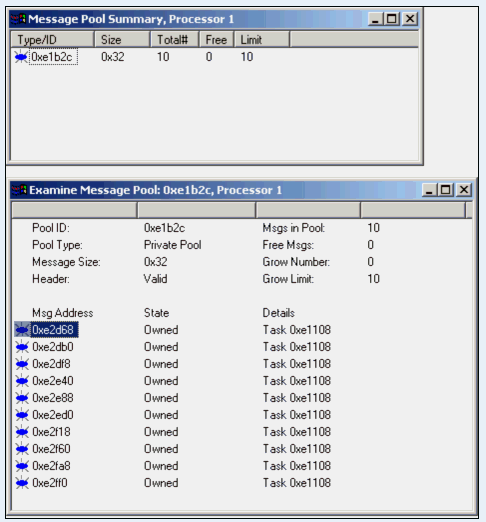 Message Pool Summary, Processor 1
Type/ID Size Total# Free Limit
0xe1b2c 0x32 10 0 10
Examine Message Pool: 0xe1b2c, Processor 1
Pool ID: 0xe1b2c Msgs in Pool: 10
Pool Type: Private Pool Free Msgs: 0
Message Size: 0x32 Grow Number: 0
Header: Valid Grow Limit: 10
Msg Address State Details
0xe2d68 Owned Task 0xe1108
0xe2db0 Owned Task 0xe1108
0xe2df8 Owned Task 0xe1108
0xe2e40 Owned Task 0xe1108
0xe2e88 Owned Task 0xe1108
0xe2ed0 Owned Task 0xe1108
0xe2f18 Owned Task 0xe1108
0xe2f60 Owned Task 0xe1108
0xe2fa8 Owned Task 0xe1108
0xe2ff0 Owned Task 0xe1108